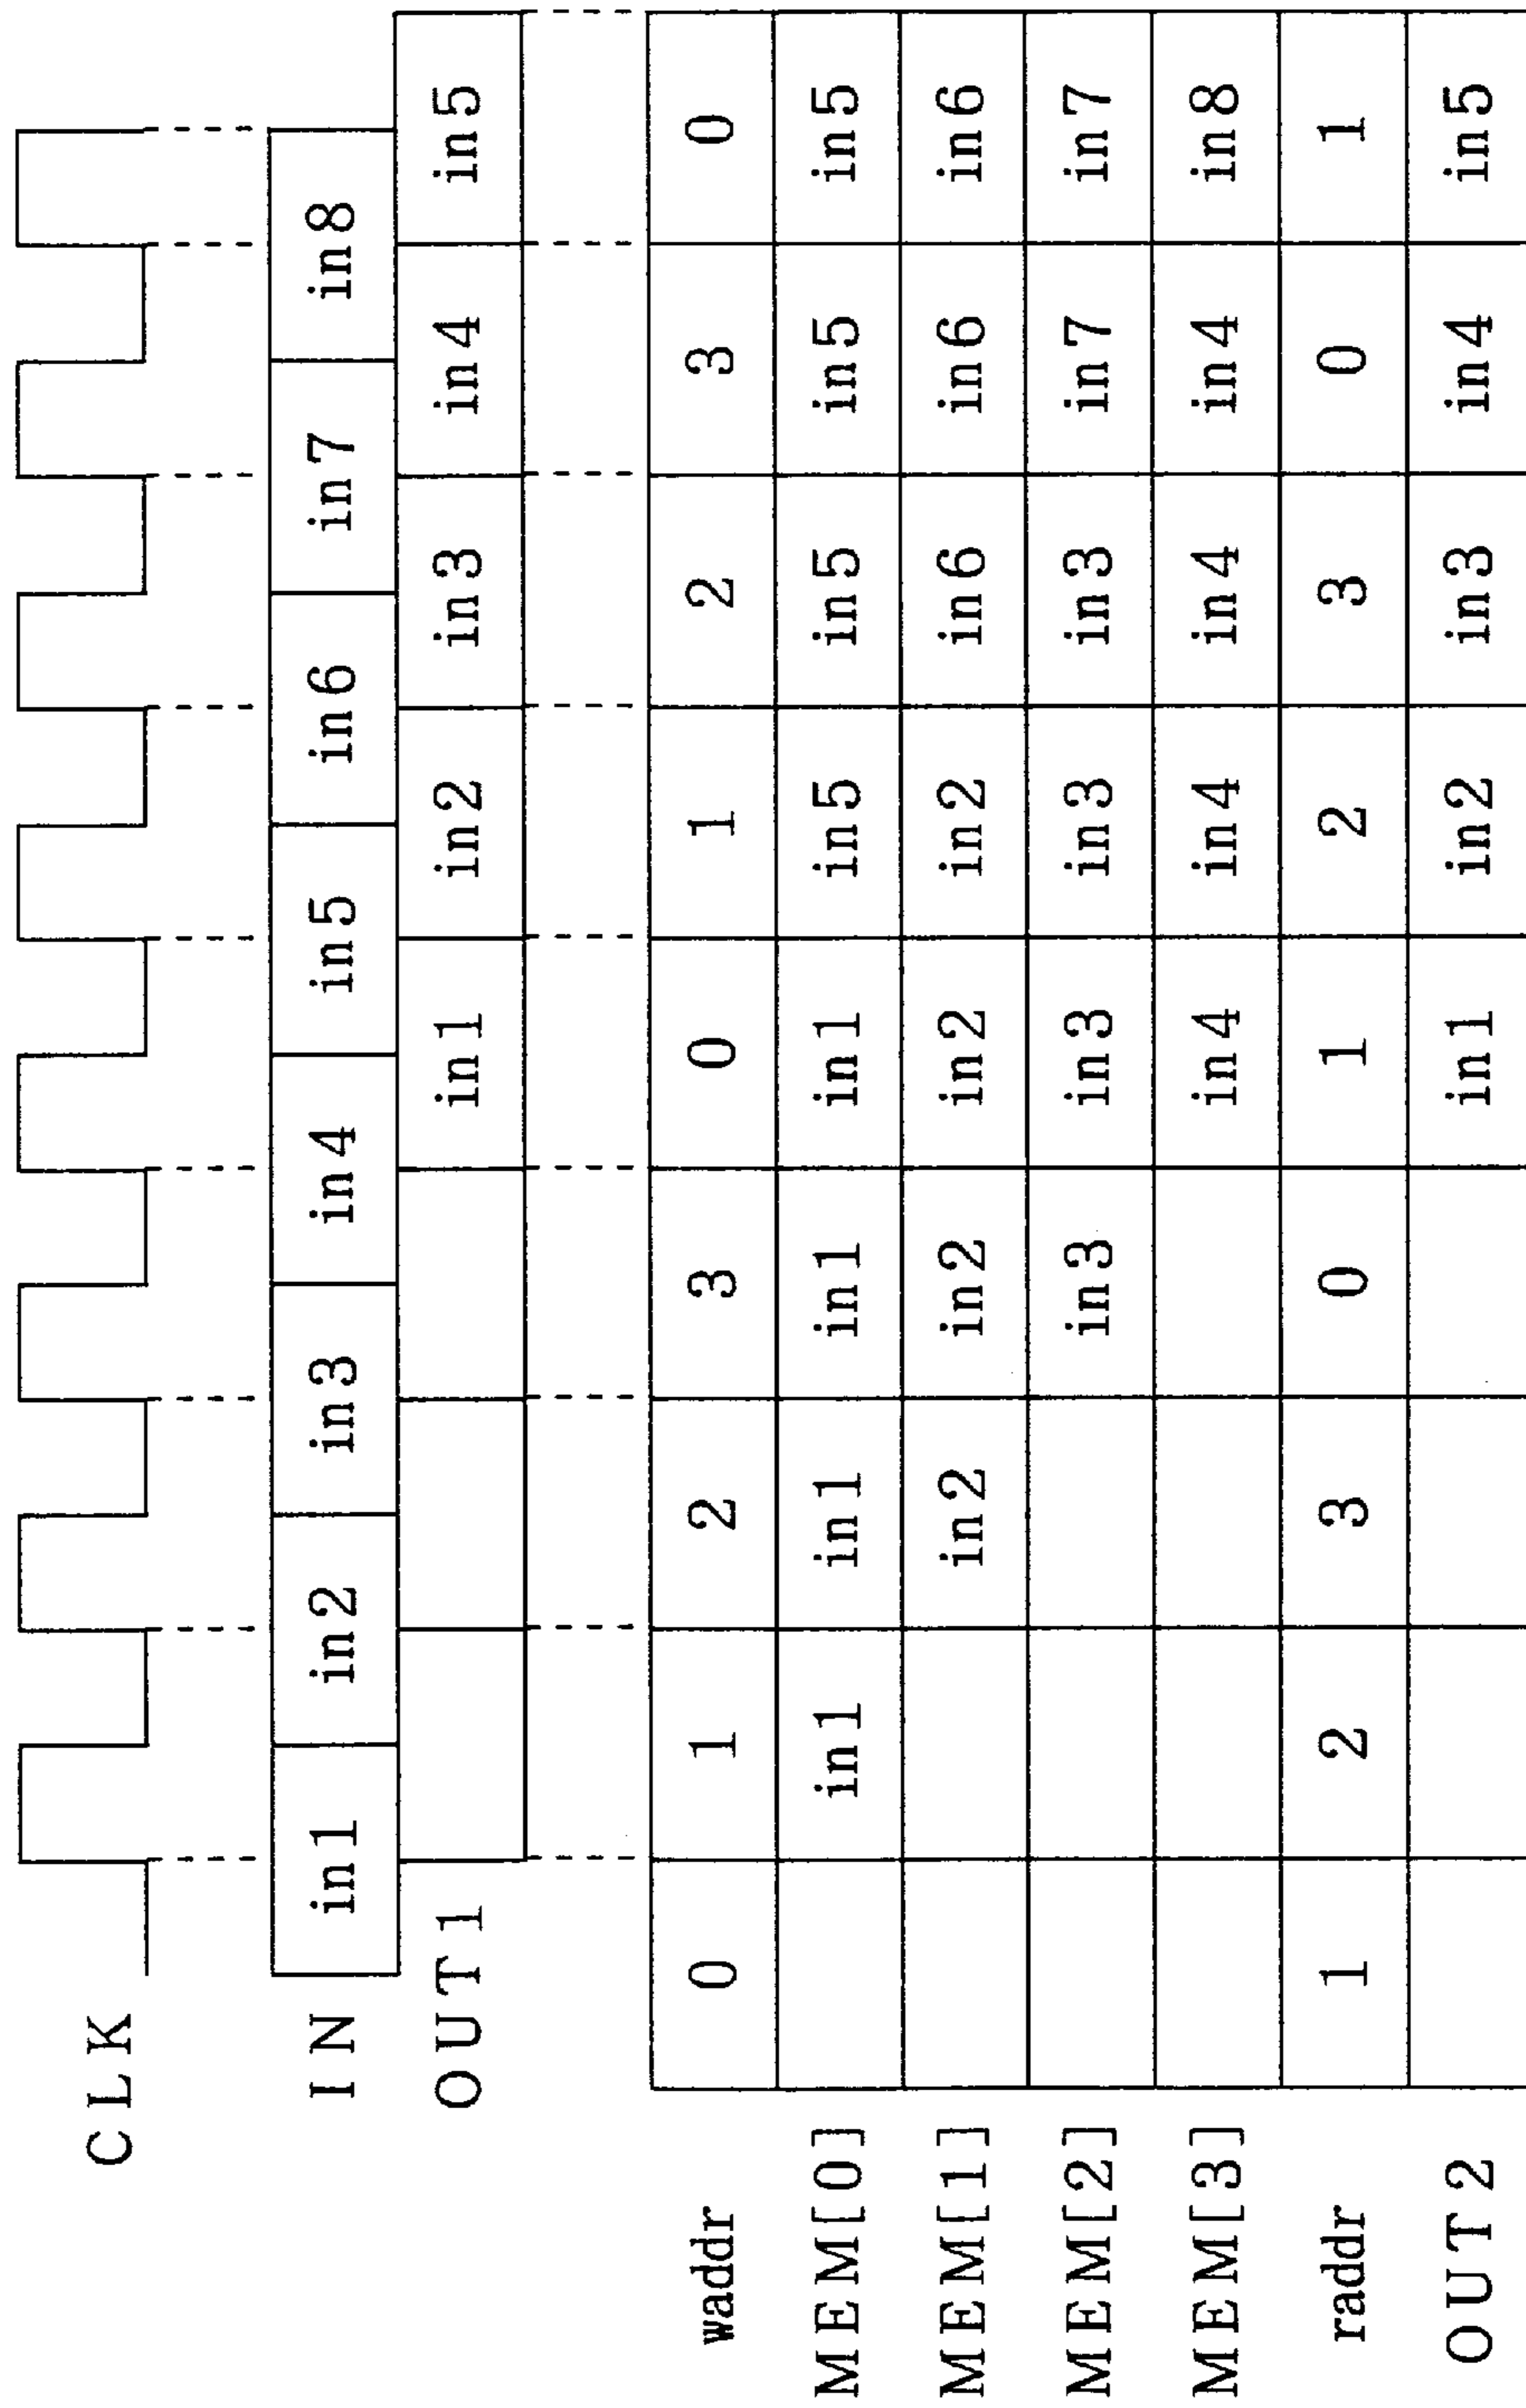 CLK
IN in1 in2 in3 in4 in5 in6 in7 in8
OUT1 in1 in2 in3 in4 in5
waddr 0 1 2 3 0 1 2 3 0
MEM[0] in1 in1 in1 in1 in5 in5 in5 in5
MEM[1] in2 in2 in2 in2 in6 in6 in6
MEM[2] in3 in3 in3 in3 in7 in7
MEM[3] in4 in4 in4 in4 in8
raddr 1 2 3 0 1 2 3 0 1
OUT2 in1 in2 in3 in4 in5